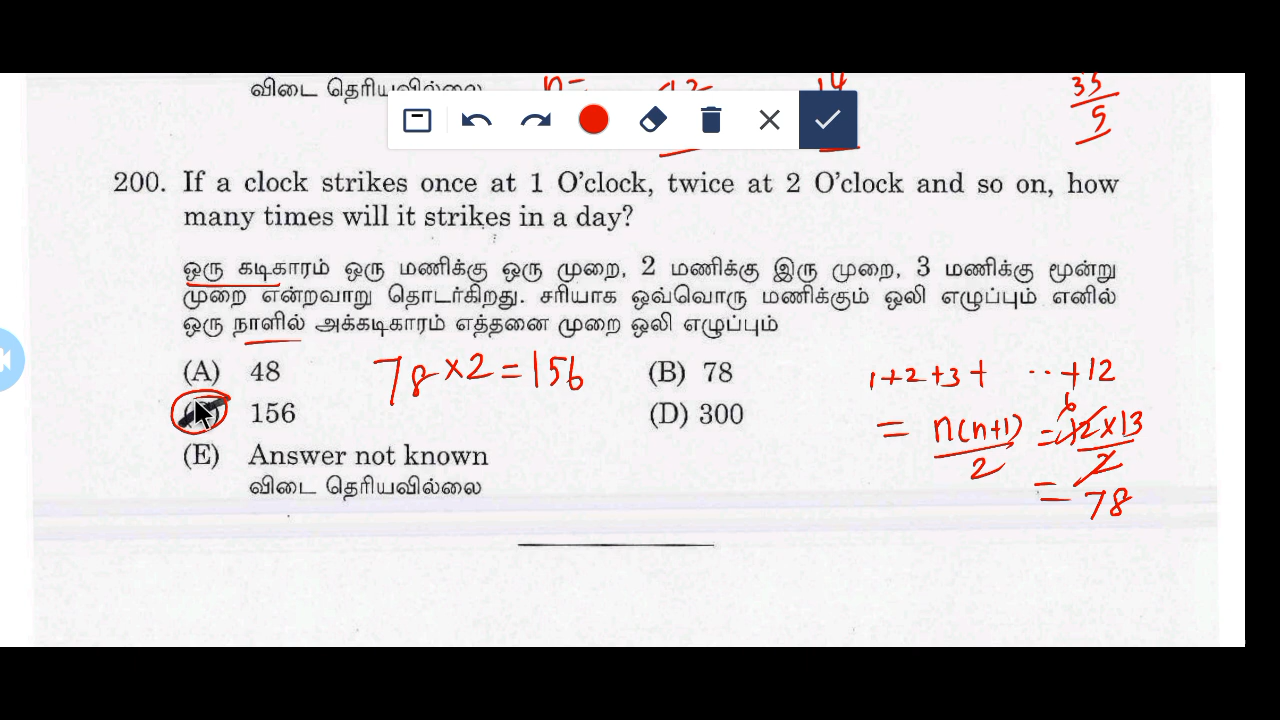 விடை தெரியவில்லை n=
35
5
200. If a clock strikes once at 1 O'clock, twice at 2 O'clock and so on, how
many times will it strikes in a day?
ஒரு கடிகாரம் ஒரு மணிக்கு ஒரு முறை, 2 மணிக்கு இரு முறை, 3 மணிக்கு மூன்று
முறை என்றவாறு தொடர்கிறது. சரியாக ஒவ்வொரு மணிக்கும் ஒலி எழுப்பும் எனில்
ஒரு நாளில் அக்கடிகாரம் எத்தனை முறை ஒலி எழுப்பும்
(A) 48 78×2=156 (B) 78 1+2+3+ ··+12
156 (D) 300 = n(n+1)/2 = 12×13/2 6
(E) Answer not known = 78
விடை தெரியவில்லை